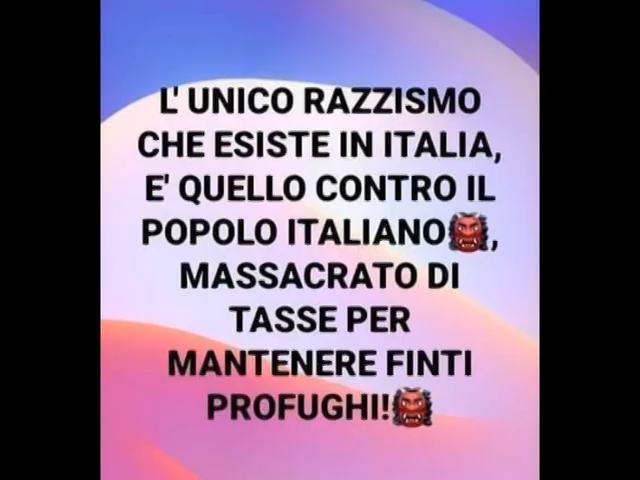 L' UNICO RAZZISMO
CHE ESISTE IN ITALIA,
E' QUELLO CONTRO IL
POPOLO ITALIANO👹,
MASSACRATO DI
TASSE PER
MANTENERE FINTI
PROFUGHI!👹